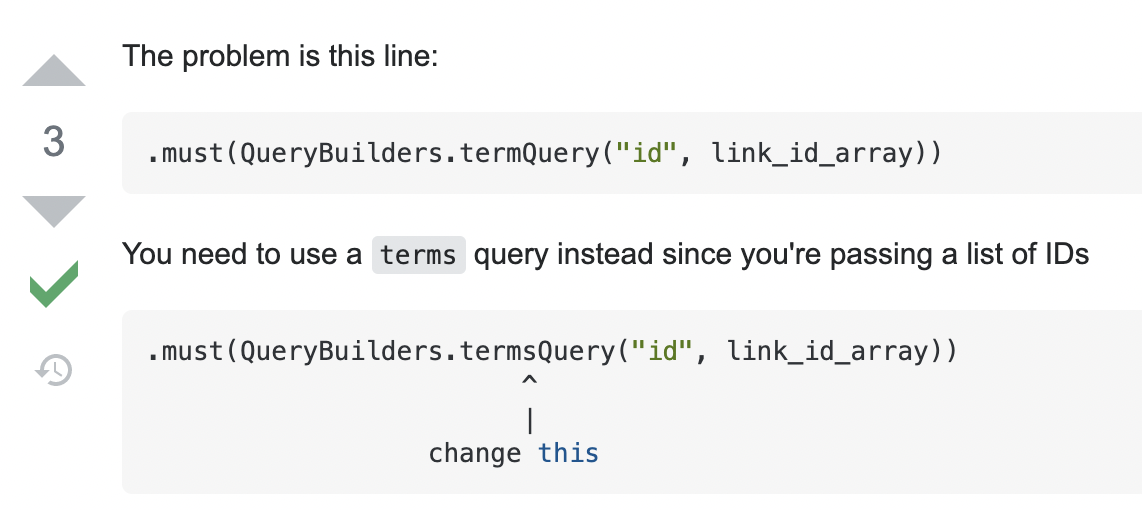 The problem is this line:
3
.must(QueryBuilders.termQuery("id", link_id_array))
You need to use a terms query instead since you're passing a list of IDs
.must(QueryBuilders.termsQuery("id", link_id_array))
^
|
change this